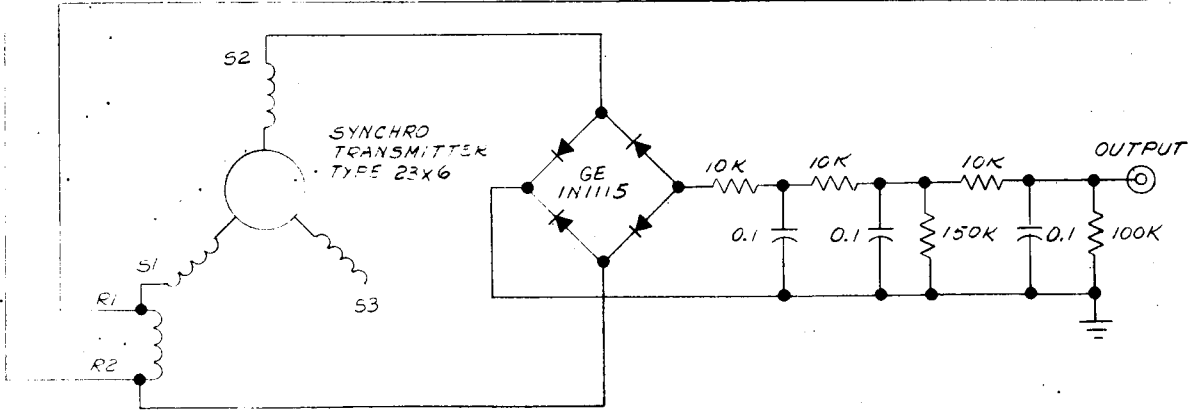 S2
SYNCHRO
TRANSMITTER
TYPE 23x6
S1
S3
R1
R2
GE
1N1115
10K
10K
10K
OUTPUT
0.1
0.1
150K
0.1
100K